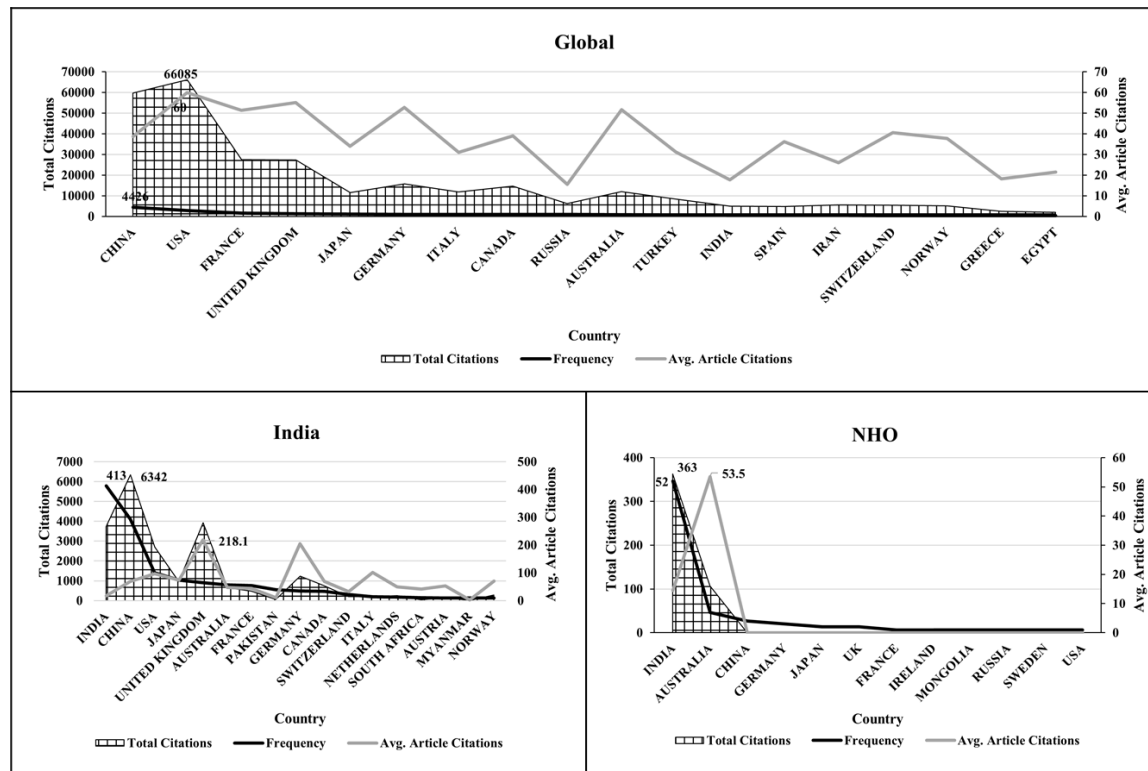 Global
66085
60
4426
Total Citations
70000
60000
50000
40000
30000
20000
10000
0
Avg. Article Citations
70
60
50
40
30
20
10
0
CHINA
USA
FRANCE
UNITED KINGDOM
JAPAN
GERMANY
ITALY
CANADA
RUSSIA
AUSTRALIA
TURKEY
INDIA
SPAIN
IRAN
SWITZERLAND
NORWAY
GREECE
EGYPT
Country
Total Citations Frequency Avg. Article Citations
India
413
6342
218.1
Total Citations
7000
6000
5000
4000
3000
2000
1000
0
Avg. Article Citations
500
400
300
200
100
0
INDIA
CHINA
USA
JAPAN
UNITED KINGDOM
AUSTRALIA
FRANCE
PAKISTAN
GERMANY
CANADA
SWITZERLAND
ITALY
NETHERLANDS
SOUTH AFRICA
AUSTRIA
MYANMAR
NORWAY
Country
Total Citations Frequency Avg. Article Citations
NHO
363
52
53.5
Total Citations
400
300
200
100
0
Avg. Article Citations
60
50
40
30
20
10
0
INDIA
AUSTRALIA
CHINA
GERMANY
JAPAN
UK
FRANCE
IRELAND
MONGOLIA
RUSSIA
SWEDEN
USA
Country
Total Citations Frequency Avg. Article Citations